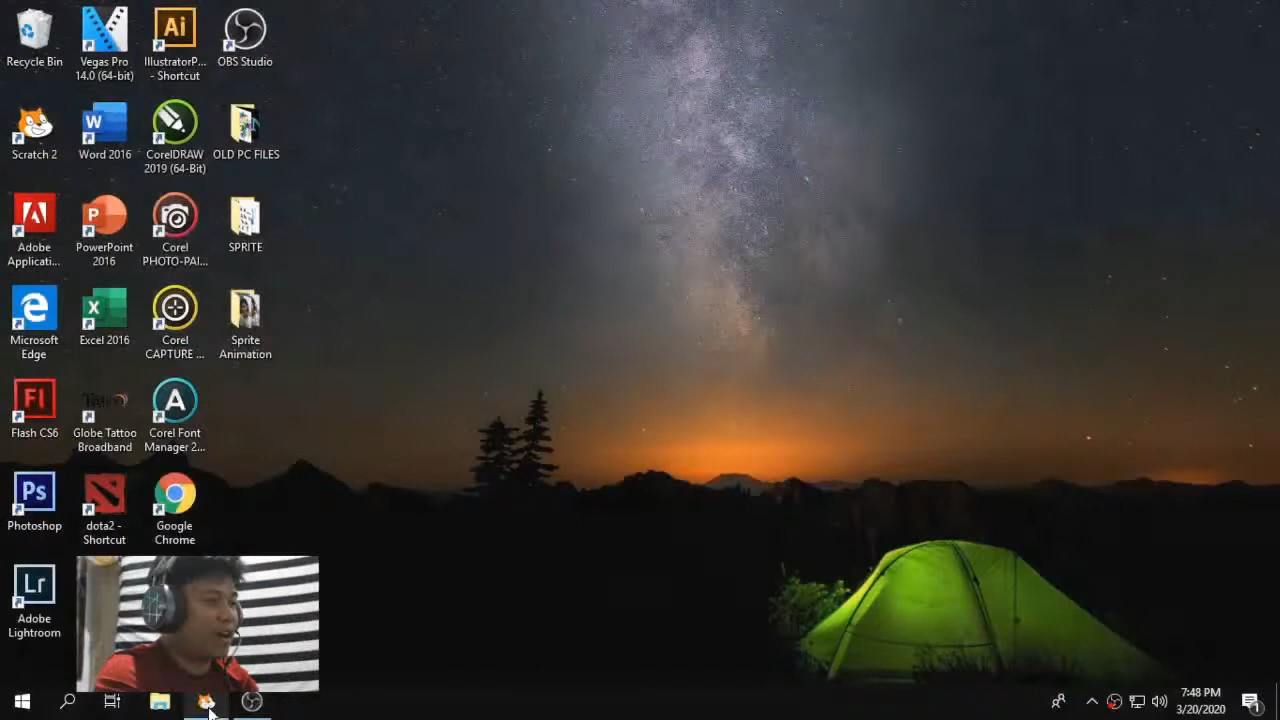 Recycle Bin
Vegas Pro
14.0 (64-bit)
Ai
IllustratorP...
- Shortcut
OBS Studio
Scratch 2
W
Word 2016
CorelDRAW
2019 (64-Bit)
OLD PC FILES
Adobe
Applicati...
P
PowerPoint
2016
Corel
PHOTO-PAI...
SPRITE
Microsoft
Edge
X
Excel 2016
Corel
CAPTURE ...
Sprite
Animation
Fl
Flash CS6
Globe Tattoo
Broadband
A
Corel Font
Manager 2...
Ps
Photoshop
dota2 -
Shortcut
Google
Chrome
Lr
Adobe
Lightroom
7:48 PM
3/20/2020
1